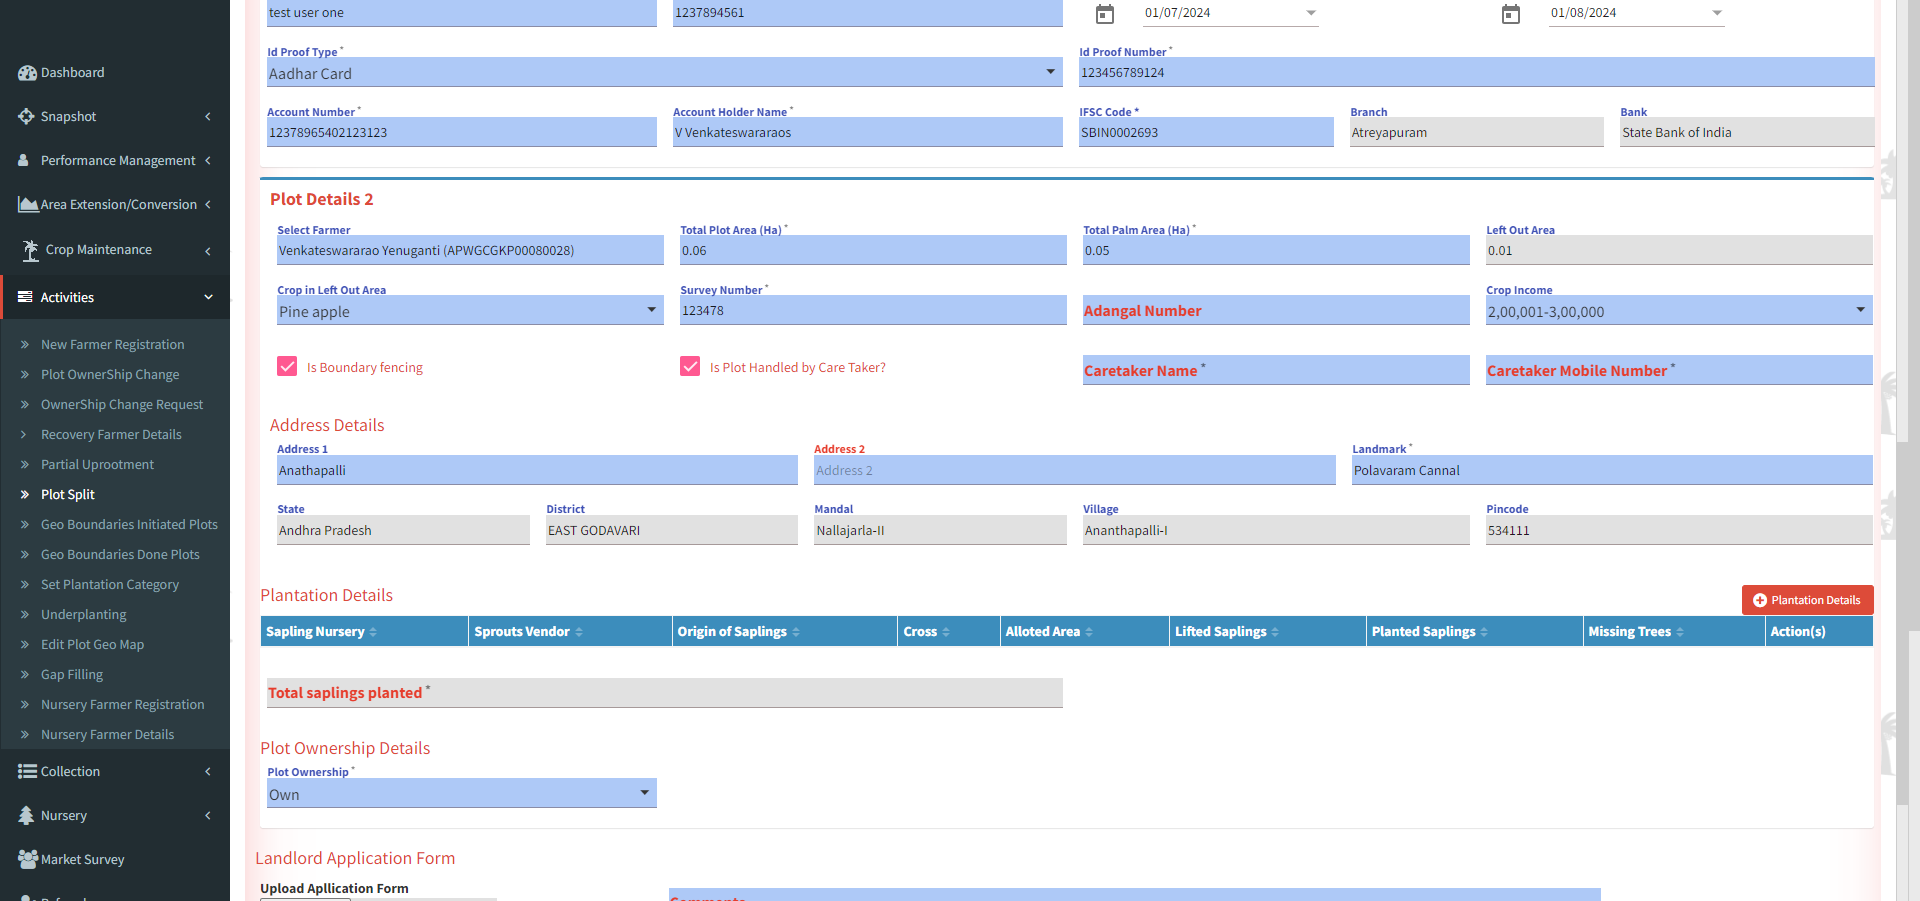 Dashboard
Snapshot
Performance Management
Area Extension/Conversion
Crop Maintenance
Activities
New Farmer Registration
Plot OwnerShip Change
OwnerShip Change Request
Recovery Farmer Details
Partial Uprootment
Plot Split
Geo Boundaries Initiated Plots
Geo Boundaries Done Plots
Set Plantation Category
Underplanting
Edit Plot Geo Map
Gap Filling
Nursery Farmer Registration
Nursery Farmer Details
Collection
Nursery
Market Survey
test user one 1237894561 01/07/2024 01/08/2024
Id Proof Type * Id Proof Number *
Aadhar Card 123456789124
Account Number * Account Holder Name * IFSC Code * Branch Bank
12378965402123123 V Venkateswararaos SBIN0002693 Atreyapuram State Bank of India
Plot Details 2
Select Farmer Total Plot Area (Ha) * Total Palm Area (Ha) * Left Out Area
Venkateswararao Yenuganti (APWGCGKP00080028) 0.06 0.05 0.01
Crop in Left Out Area Survey Number * Crop Income
Pine apple 123478 Adangal Number 2,00,001-3,00,000
Is Boundary fencing Is Plot Handled by Care Taker? Caretaker Name * Caretaker Mobile Number *
Address Details
Address 1 Address 2 Landmark *
Anathapalli Address 2 Polavaram Cannal
State District Mandal Village Pincode
Andhra Pradesh EAST GODAVARI Nallajarla-II Ananthapalli-I 534111
Plantation Details Plantation Details
Sapling Nursery Sprouts Vendor Origin of Saplings Cross Alloted Area Lifted Saplings Planted Saplings Missing Trees Action(s)
Total saplings planted *
Plot Ownership Details
Plot Ownership *
Own
Landlord Application Form
Upload Apllication Form